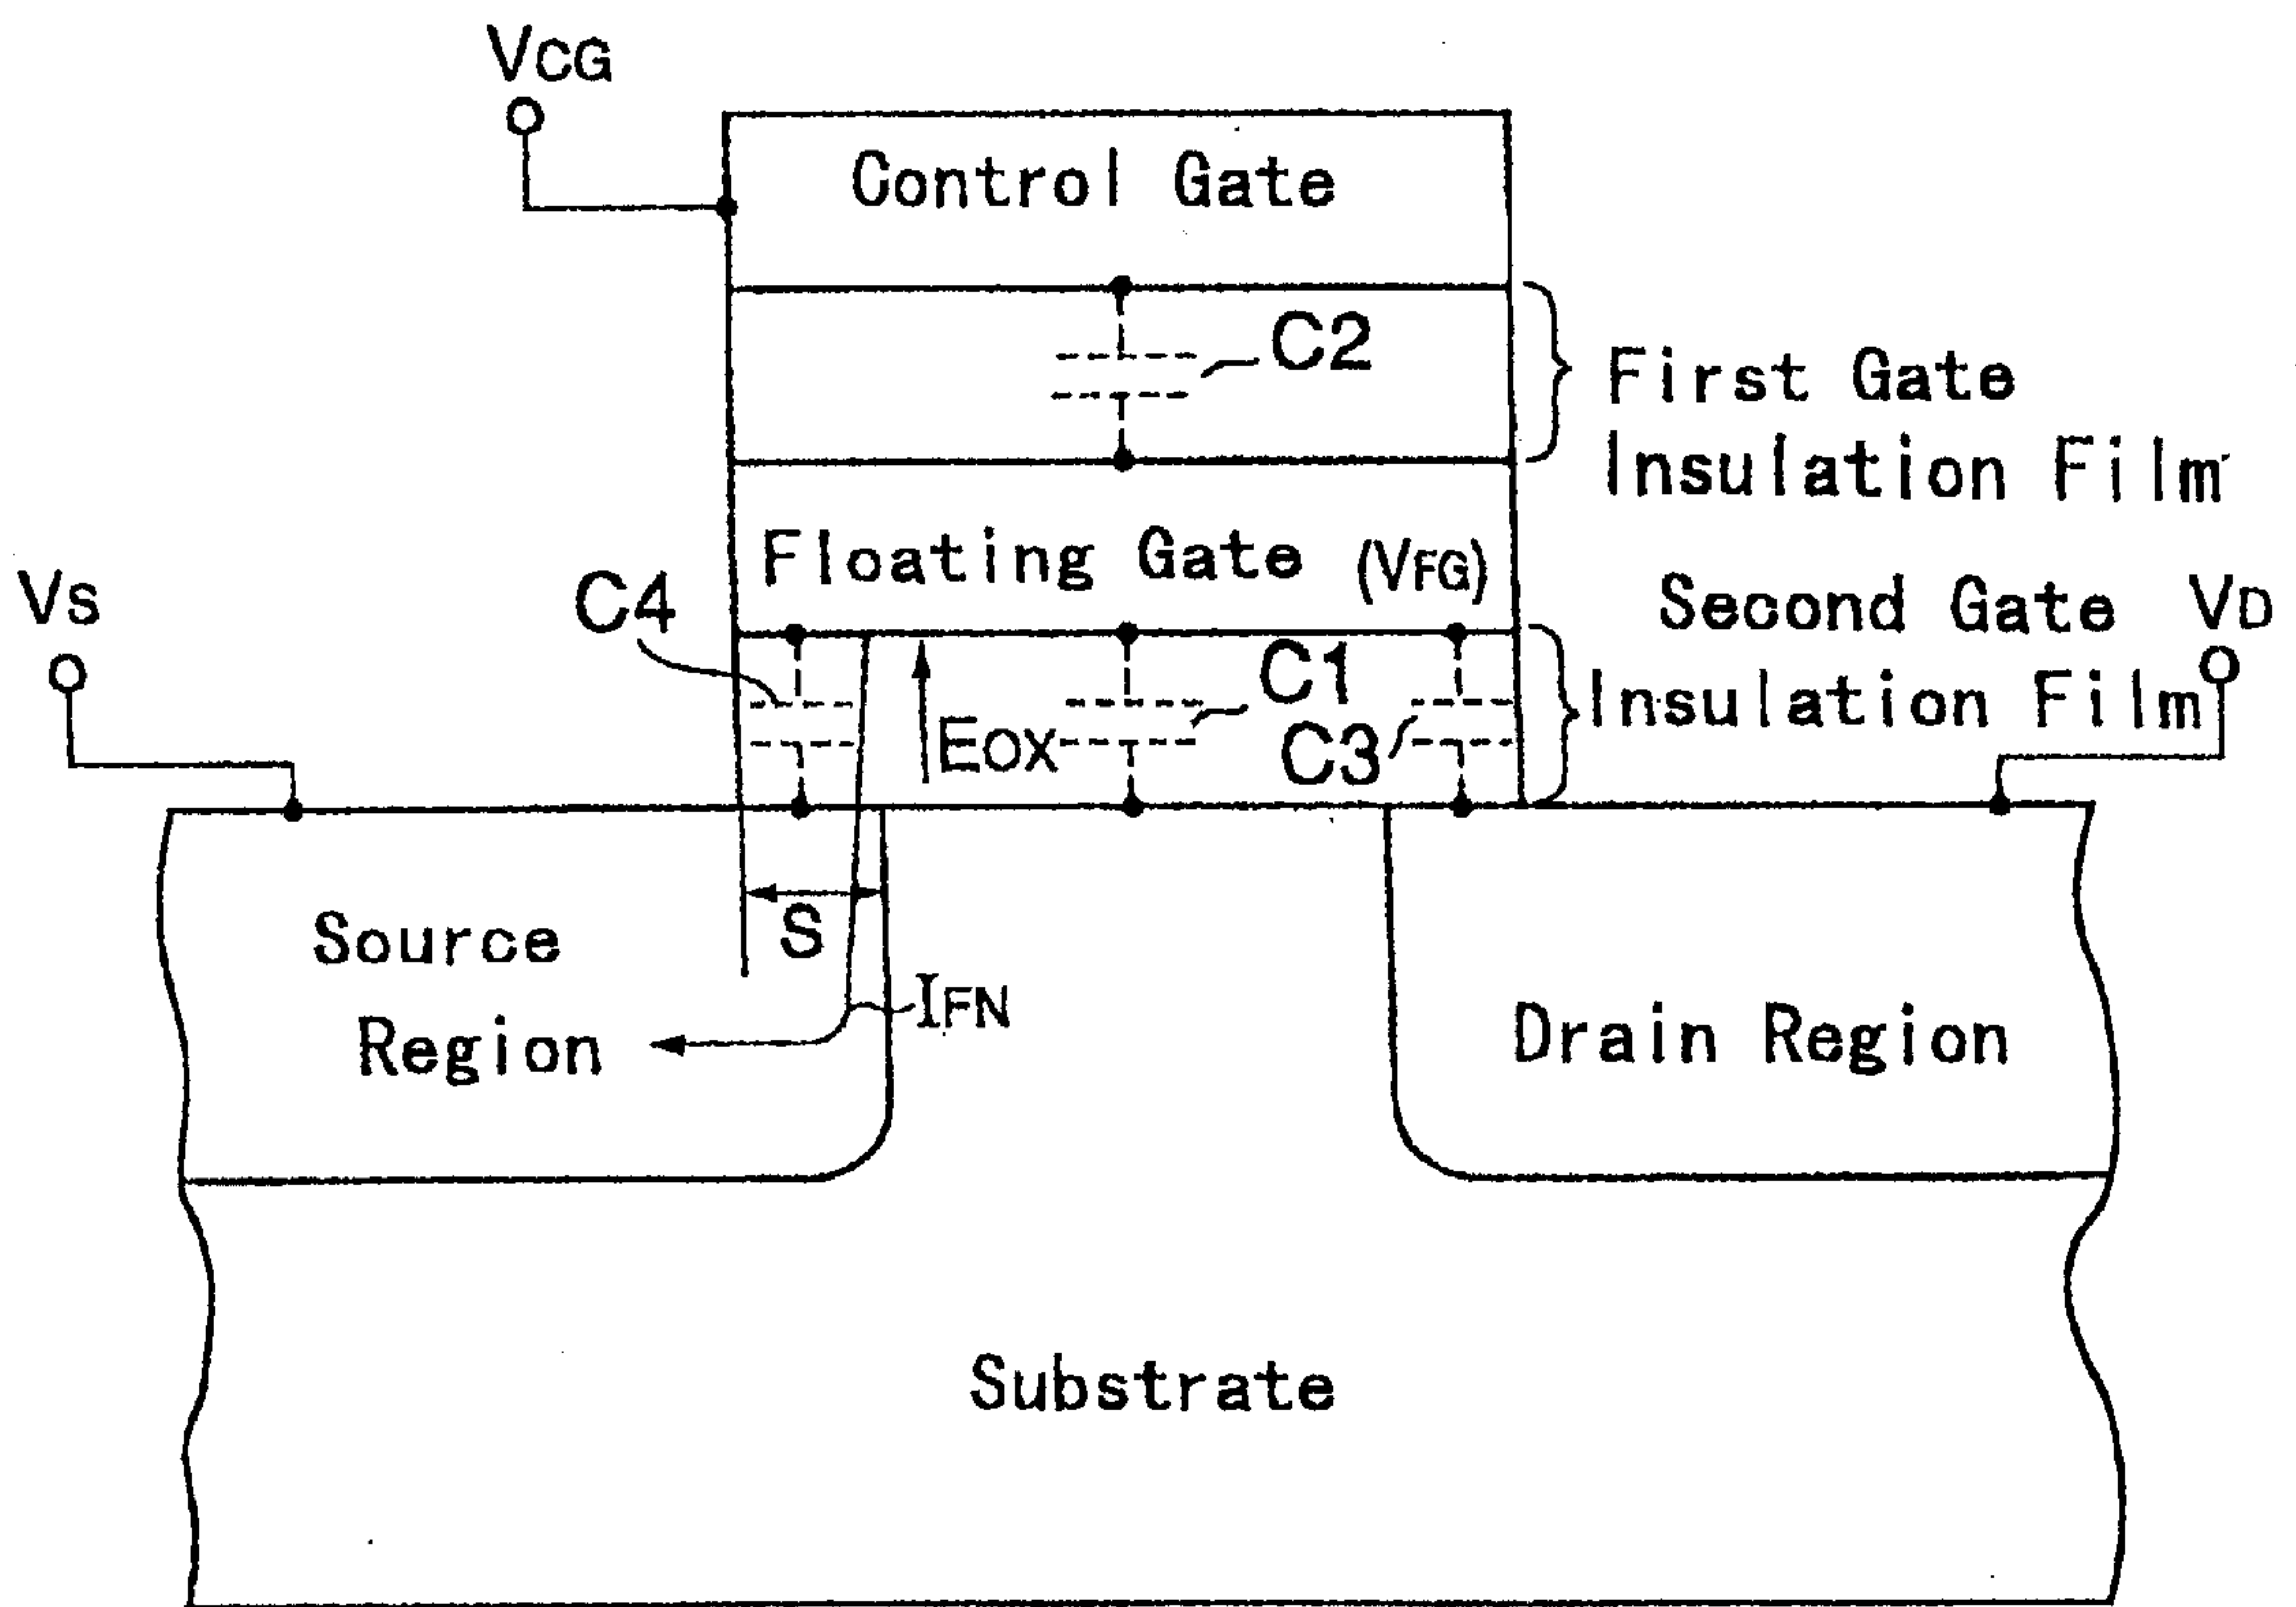 VCG
Control Gate
C2
First Gate
Insulation Film
Floating Gate (VFG)
C4
VS
Second Gate
VD
C1
Insulation Film
EOX
C3
S
Source
Region
IFN
Drain Region
Substrate